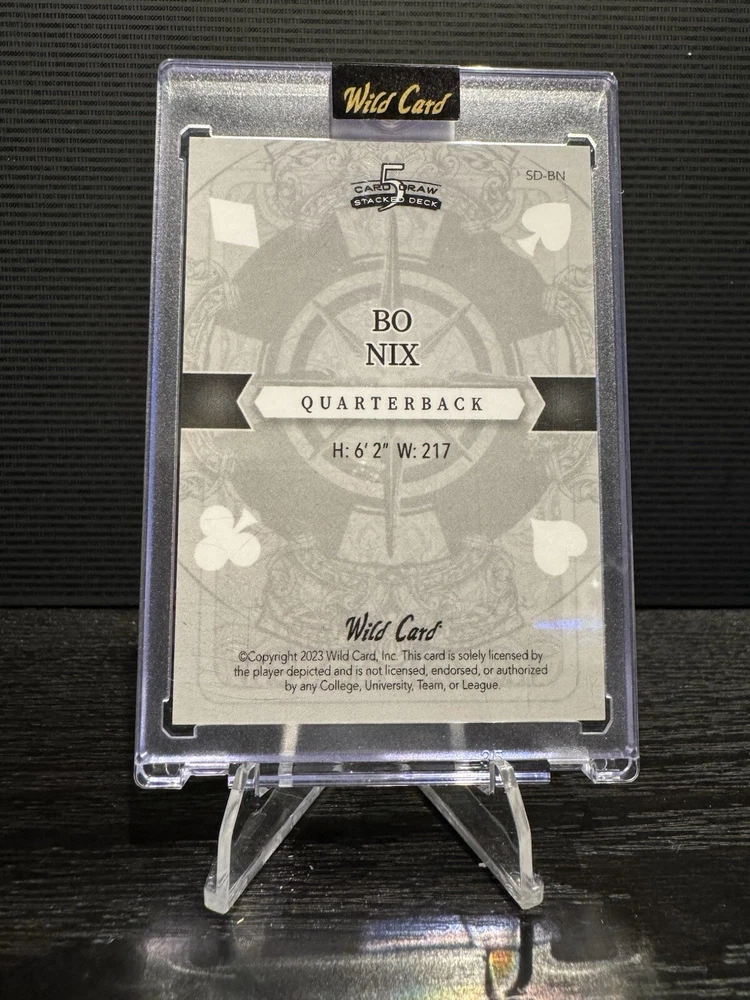 Wild Card
5
CARD DRAW
STACKED DECK
SD-BN
BO
NIX
QUARTERBACK
H: 6' 2" W: 217
Wild Card
©Copyright 2023 Wild Card, Inc. This card is solely licensed by
the player depicted and is not licensed, endorsed, or authorized
by any College, University, Team, or League.